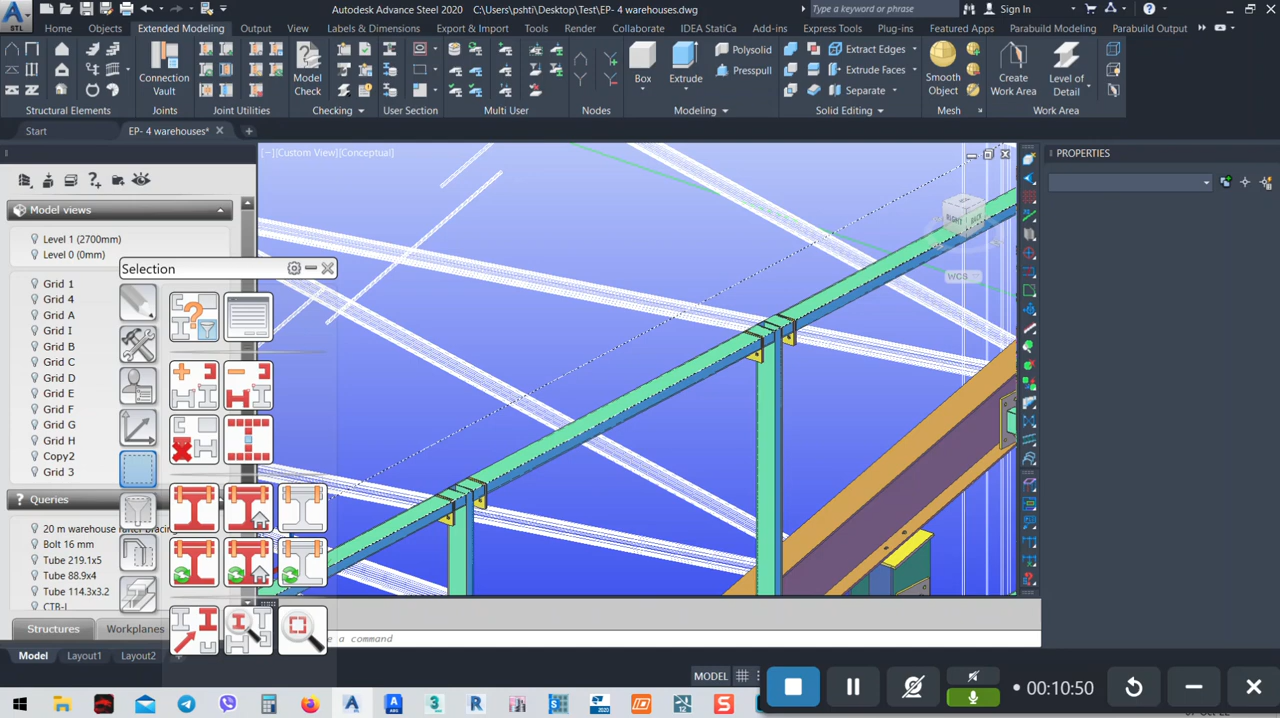 Autodesk Advance Steel 2020 C:\Users\pshti\Desktop\Test\EP- 4 warehouses.dwg
Type a keyword or phrase
Sign In
STL
Home Objects Extended Modeling Output View Labels & Dimensions Export & Import Tools Render Collaborate IDEA StatiCa Add-ins Express Tools Plug-ins Featured Apps Parabuild Modeling Parabuild Output
Connection
Vault
Model
Check
Box
Extrude
Polysolid
Presspull
Extrude Edges
Extrude Faces
Separate
Smooth
Object
Create
Work Area
Level of
Detail
Structural Elements Joints Joint Utilities Checking User Section Multi User Nodes Modeling Solid Editing Mesh Work Area
Start EP- 4 warehouses*
[−][Custom View][Conceptual]
PROPERTIES
Model views
Level 1 (2700mm)
Level 0 (0mm)
Selection
Grid 1
Grid 4
Grid A
Grid I
Grid B
Grid C
Grid D
Grid E
Grid F
Grid G
Grid H
Copy2
Grid 3
RIGHT
BACK
WCS
Queries
20 m warehouse
Bolt 16 mm
Tube 219.1x5
Tube 88.9x4
Tube 114.3x3.2
CTR-I
Structures Workplanes
e a command
Model Layout1 Layout2
MODEL
00:10:50